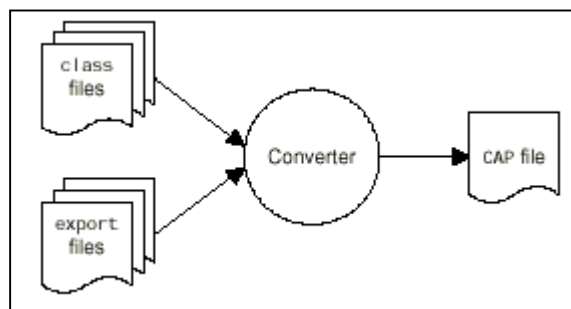 class
files
Converter
CAP file
export
files